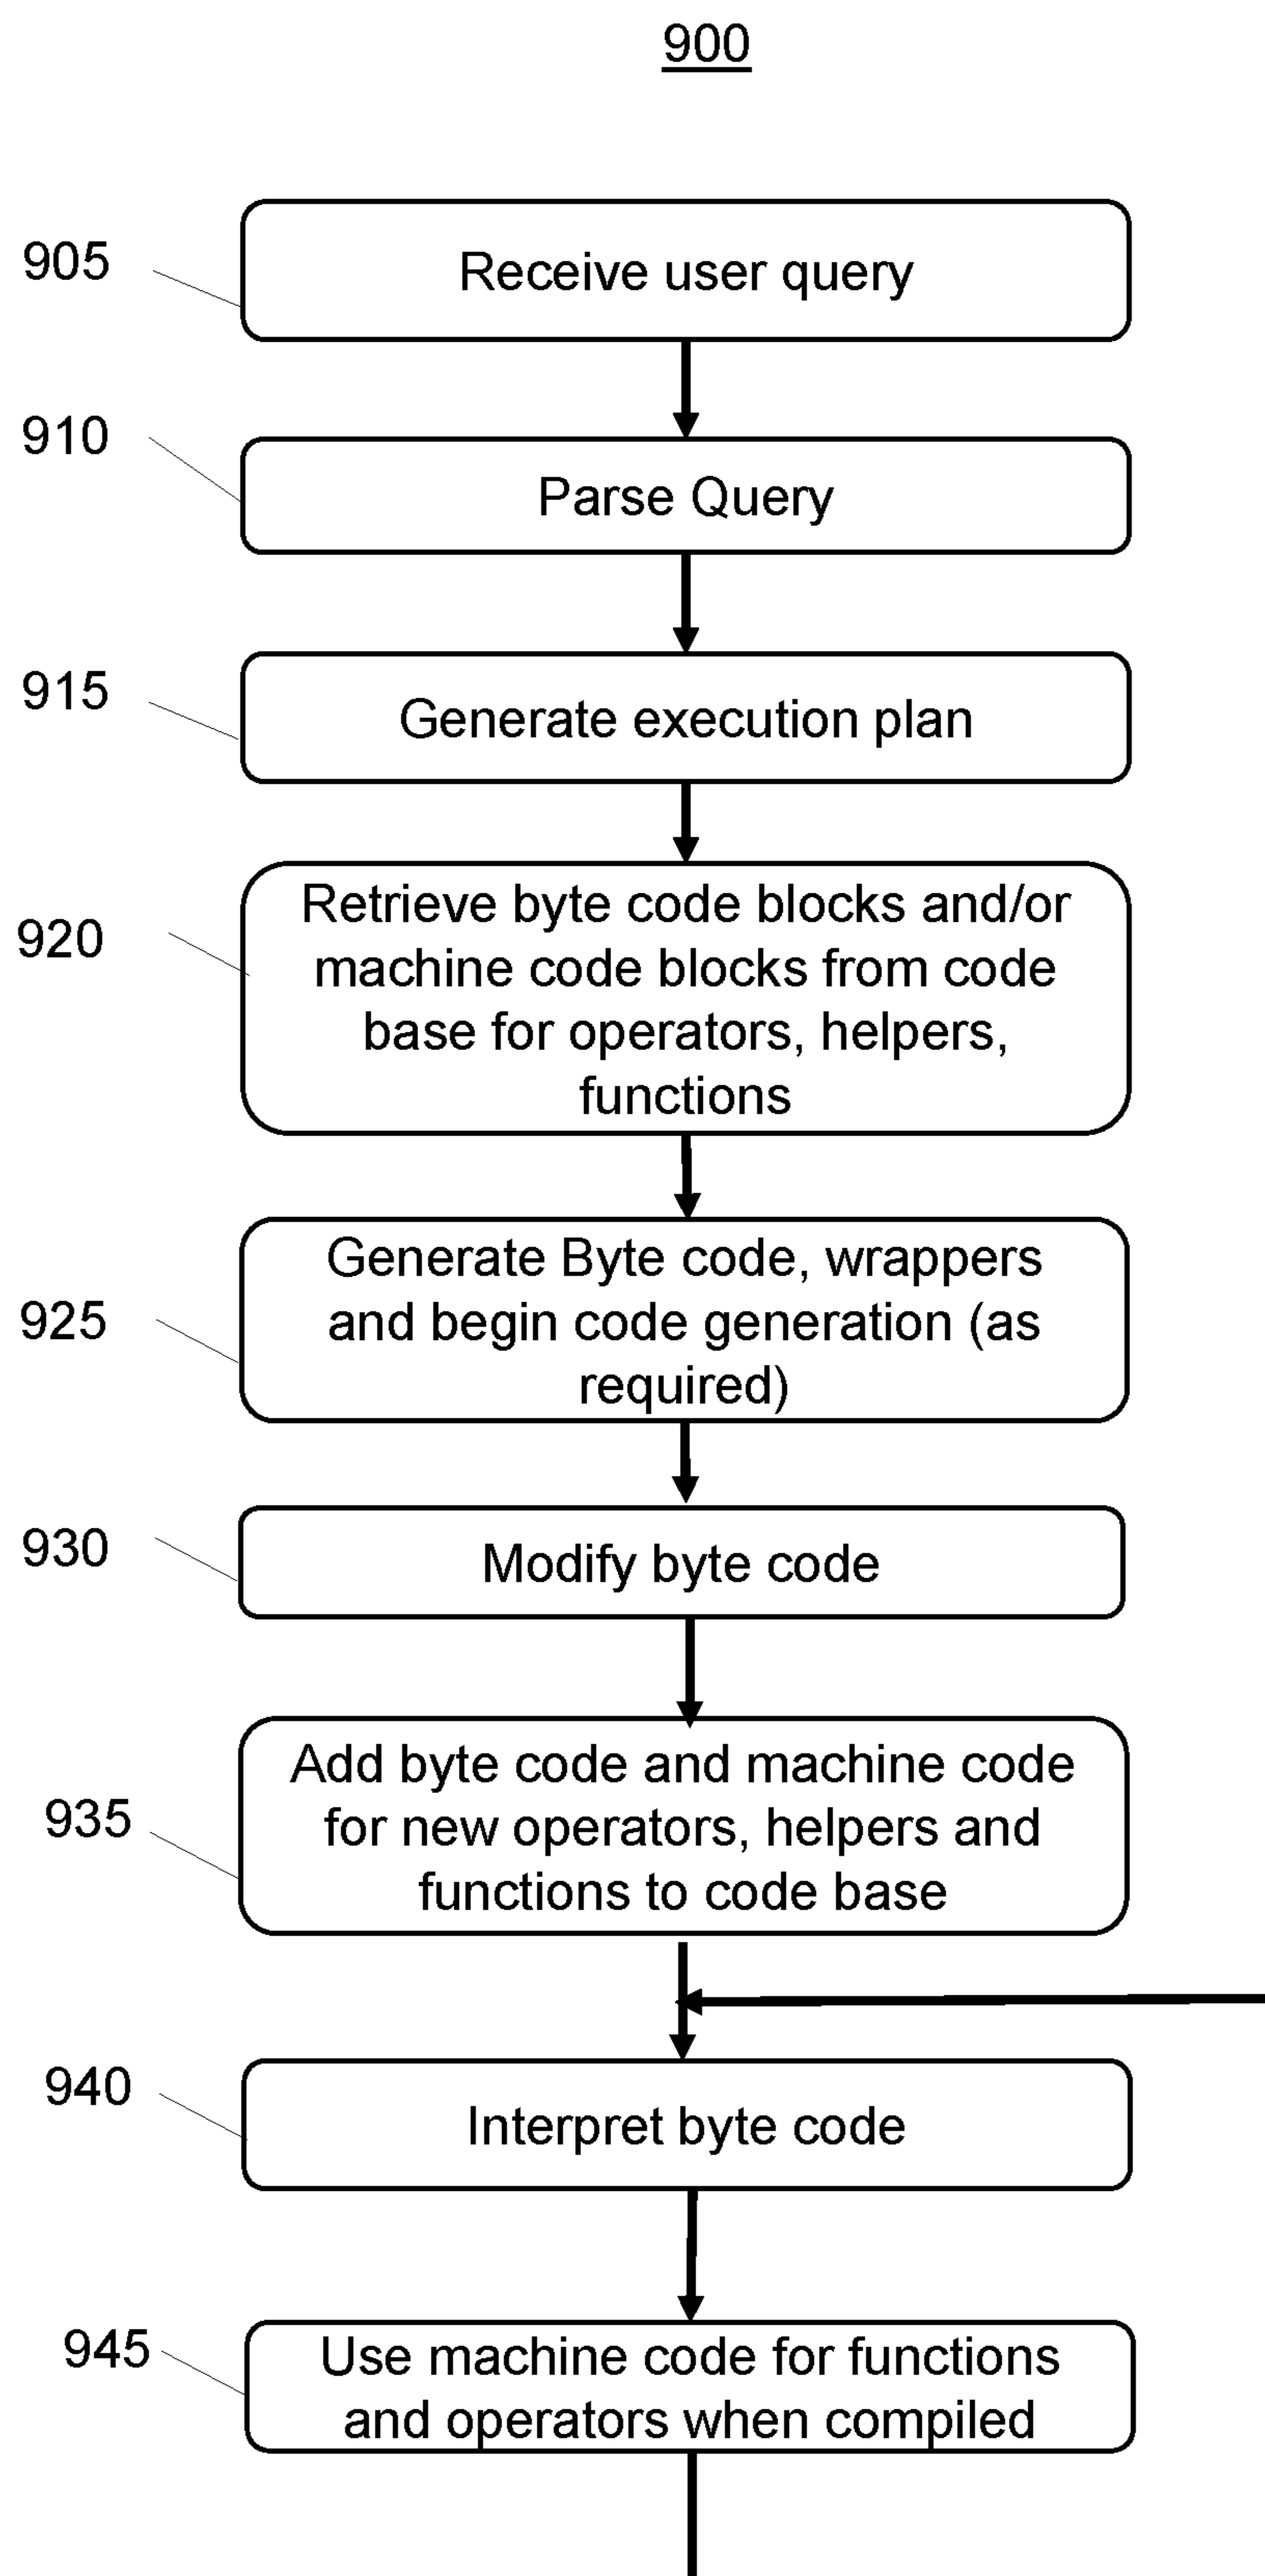 900
905
Receive user query
910
Parse Query
915
Generate execution plan
920
Retrieve byte code blocks and/or
machine code blocks from code
base for operators, helpers,
functions
925
Generate Byte code, wrappers
and begin code generation (as
required)
930
Modify byte code
935
Add byte code and machine code
for new operators, helpers and
functions to code base
940
Interpret byte code
945
Use machine code for functions
and operators when compiled